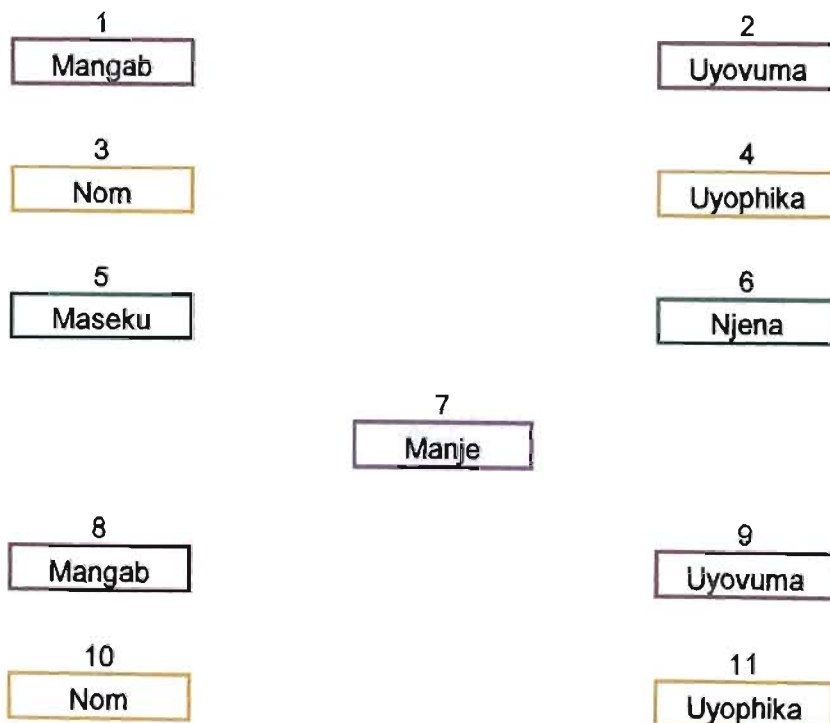 1
Mangab
2
Uyovuma
3
Nom
4
Uyophika
5
Maseku
6
Njena
7
Manje
8
Mangab
9
Uyovuma
10
Nom
11
Uyophika